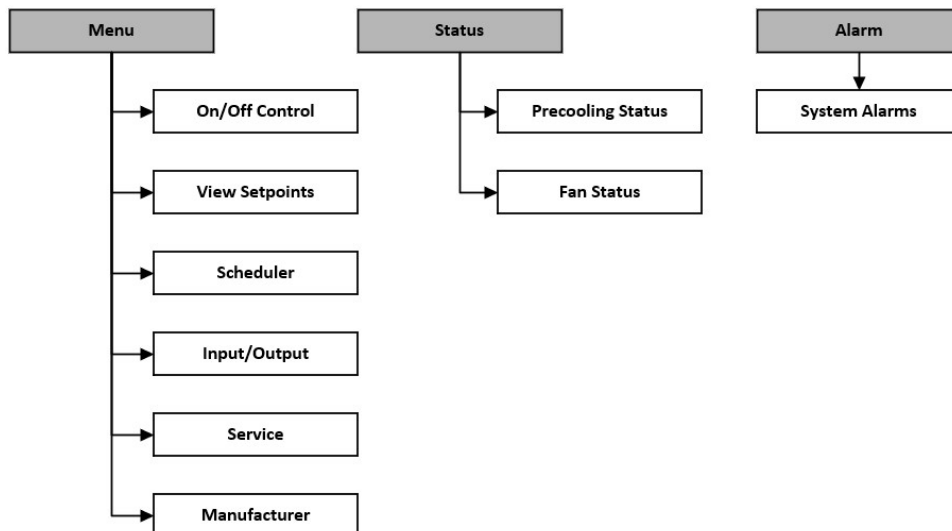 Menu
Status
Alarm
On/Off Control
Precooling Status
System Alarms
View Setpoints
Fan Status
Scheduler
Input/Output
Service
Manufacturer